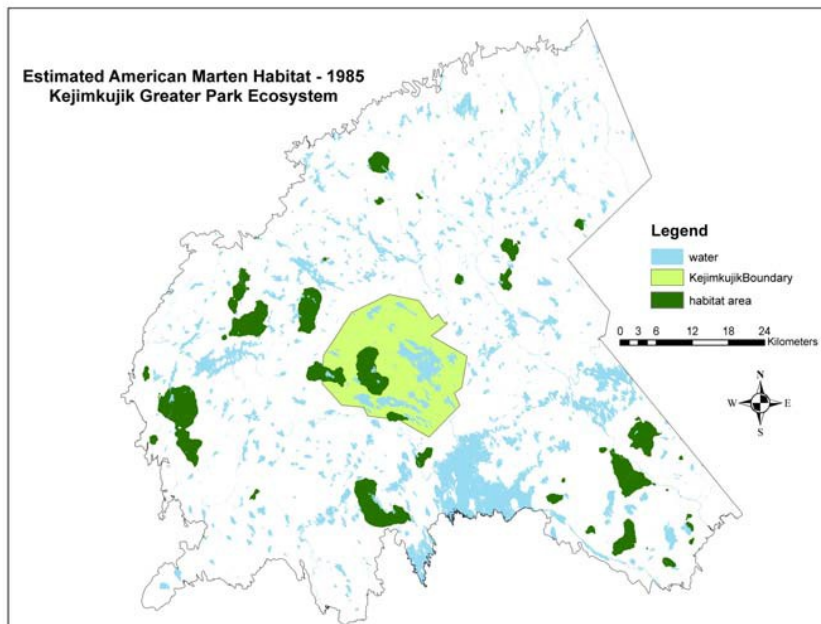 Estimated American Marten Habitat - 1985
Kejimkujik Greater Park Ecosystem
Legend
water
KejimkujikBoundary
habitat area
0 3 6 12 18 24
Kilometers
N
W E
S